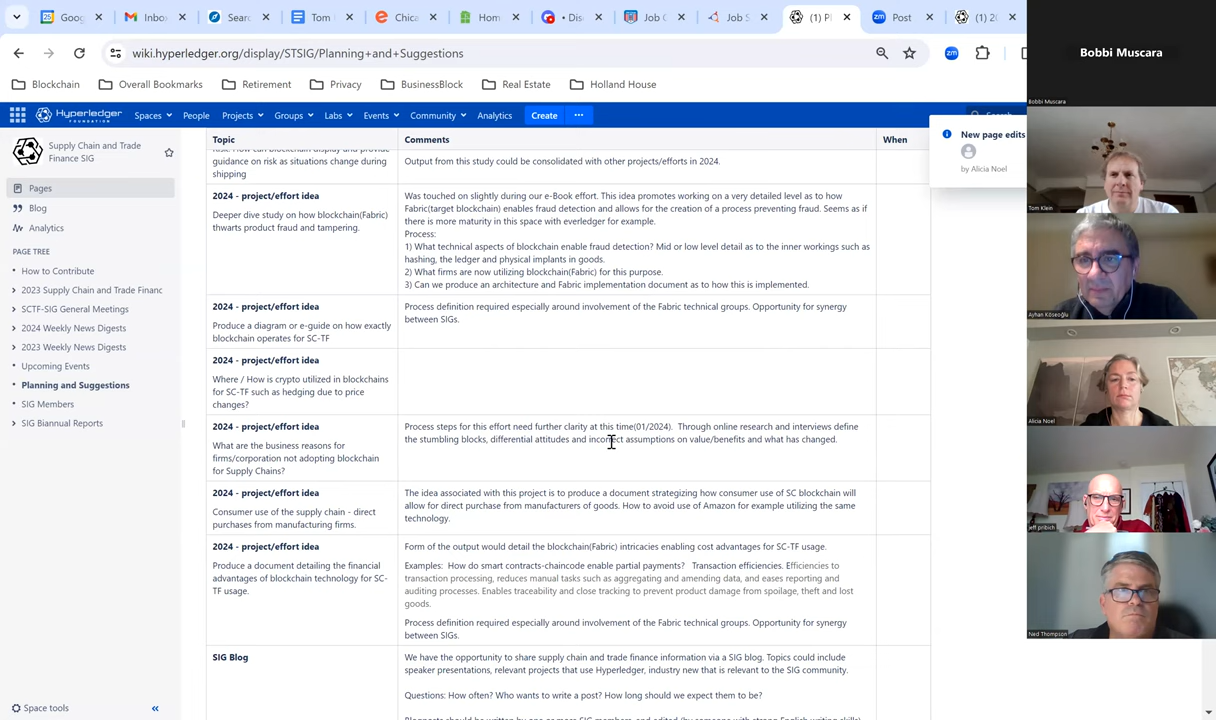 Goog
Inbox
Searc
Tom
Chica
Hom
Dis
Job
Job S
(1) P
Post
(1) 2
wiki.hyperledger.org/display/STSIG/Planning+and+Suggestions
Blockchain
Overall Bookmarks
Retirement
Privacy
BusinessBlock
Real Estate
Holland House
HYPERLEDGER
FOUNDATION
Spaces
People
Projects
Groups
Labs
Events
Community
Analytics
Create
Supply Chain and Trade
Finance SIG
Pages
Blog
Analytics
PAGE TREE
How to Contribute
2023 Supply Chain and Trade Financ
SCTF-SIG General Meetings
2024 Weekly News Digests
2023 Weekly News Digests
Upcoming Events
Planning and Suggestions
SIG Members
SIG Biannual Reports
Space tools
Topic
Comments
When
risk. How can blockchain display and provide
guidance on risk as situations change during
shipping
Output from this study could be consolidated with other projects/efforts in 2024.
2024 - project/effort idea
Deeper dive study on how blockchain(Fabric)
thwarts product fraud and tampering.
Was touched on slightly during our e-Book effort. This idea promotes working on a very detailed level as to how
Fabric(target blockchain) enables fraud detection and allows for the creation of a process preventing fraud. Seems as if
there is more maturity in this space with everledger for example.
Process:
1) What technical aspects of blockchain enable fraud detection? Mid or low level detail as to the inner workings such as
hashing, the ledger and physical implants in goods.
2) What firms are now utilizing blockchain(Fabric) for this purpose.
3) Can we produce an architecture and Fabric implementation document as to how this is implemented.
2024 - project/effort idea
Produce a diagram or e-guide on how exactly
blockchain operates for SC-TF
Process definition required especially around involvement of the Fabric technical groups. Opportunity for synergy
between SIGs.
2024 - project/effort idea
Where / How is crypto utilized in blockchains
for SC-TF such as hedging due to price
changes?
2024 - project/effort idea
What are the business reasons for
firms/corporation not adopting blockchain
for Supply Chains?
Process steps for this effort need further clarity at this time(01/2024). Through online research and interviews define
the stumbling blocks, differential attitudes and incorrect assumptions on value/benefits and what has changed.
2024 - project/effort idea
Consumer use of the supply chain - direct
purchases from manufacturing firms.
The idea associated with this project is to produce a document strategizing how consumer use of SC blockchain will
allow for direct purchase from manufacturers of goods. How to avoid use of Amazon for example utilizing the same
technology.
2024 - project/effort idea
Produce a document detailing the financial
advantages of blockchain technology for SC-
TF usage.
Form of the output would detail the blockchain(Fabric) intricacies enabling cost advantages for SC-TF use.
Examples: How do smart contracts-chaincode enable partial payments? Transaction efficiencies. Efficiencies to
transaction processing, reduces manual tasks such as aggregating and amending data, and eases reporting and
auditing processes. Enables traceability and close tracking to prevent product damage from spoilage, theft and lost
goods.
Process definition required especially around involvement of the Fabric technical groups. Opportunity for synergy
between SIGs.
SIG Blog
We have the opportunity to share supply chain and trade finance information via a SIG blog. Topics could include
speaker presentations, relevant projects that use Hyperledger, industry new that is relevant to the SIG community.
Questions: How often? Who wants to write a post? How long should we expect them to be?
New page edits
by Alicia Noel
Bobbi Muscara
Bobbi Muscara
Tom Klein
Ayhan Köseoğlu
Alicia Noel
jeff pribich
Ned Thompson